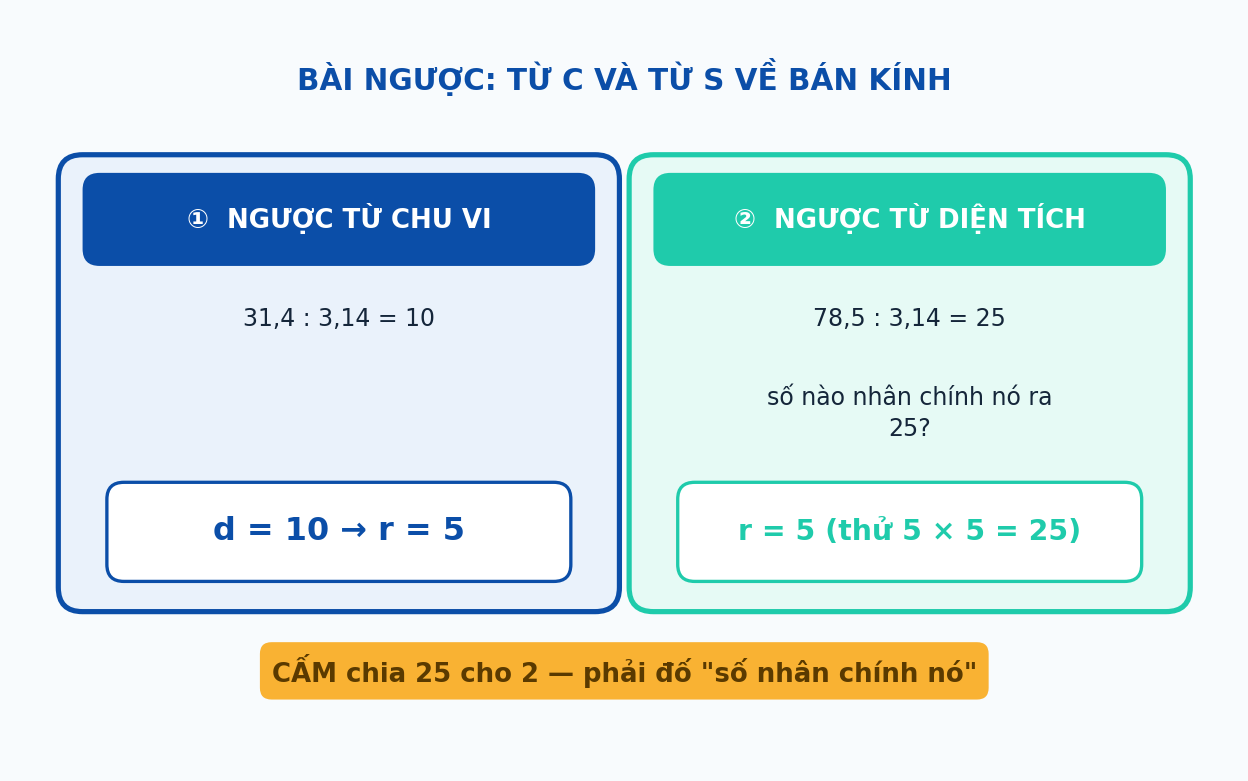 BÀI NGƯỢC: TỪ C VÀ TỪ S VỀ BÁN KÍNH
① NGƯỢC TỪ CHU VI
31,4 : 3,14 = 10
d = 10 → r = 5
② NGƯỢC TỪ DIỆN TÍCH
78,5 : 3,14 = 25
số nào nhân chính nó ra
25?
r = 5 (thử 5 × 5 = 25)
CẤM chia 25 cho 2 — phải đố "số nhân chính nó"